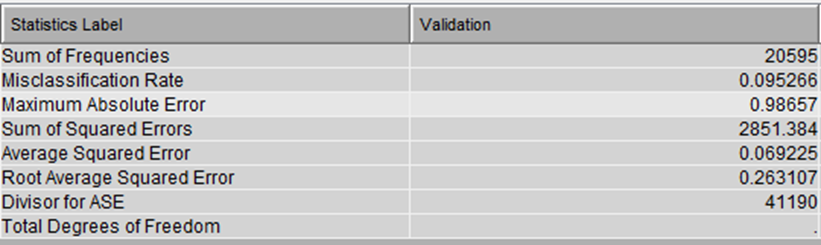 Statistics Label Validation
Sum of Frequencies 20595
Misclassification Rate 0.095266
Maximum Absolute Error 0.98657
Sum of Squared Errors 2851.384
Average Squared Error 0.069225
Root Average Squared Error 0.263107
Divisor for ASE 41190
Total Degrees of Freedom .